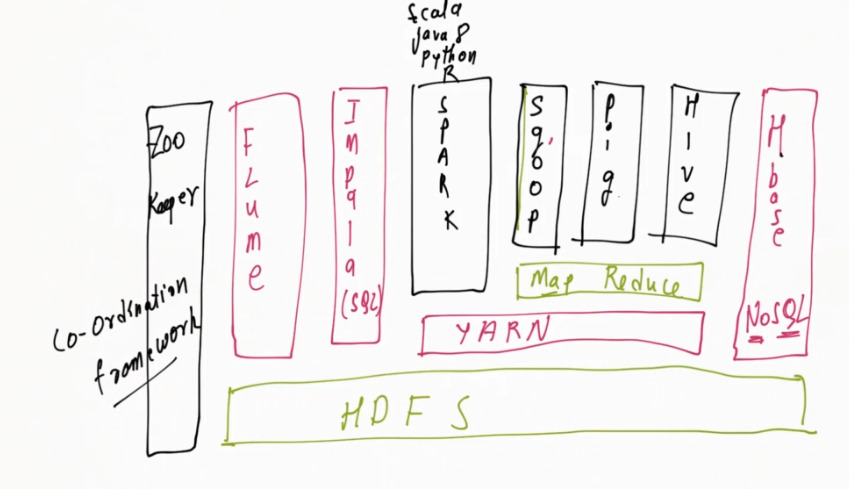 Scala
Java 8
Python
R
Zoo
Keeper
Co-Ordination
framework
FLume
Impala
(SQL)
SPARK
Sqoop
Pig
HIve
Hbase
NoSQL
Map Reduce
YARN
HDFS